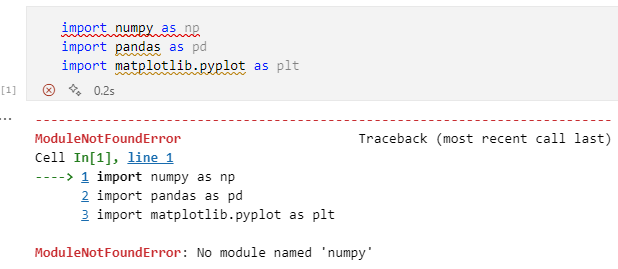 import numpy as np
import pandas as pd
import matplotlib.pyplot as plt
[1]
0.2s
...
---------------------------------------------------------------------------
ModuleNotFoundError                       Traceback (most recent call last)
Cell In[1], line 1
----> 1 import numpy as np
2 import pandas as pd
3 import matplotlib.pyplot as plt
ModuleNotFoundError: No module named 'numpy'